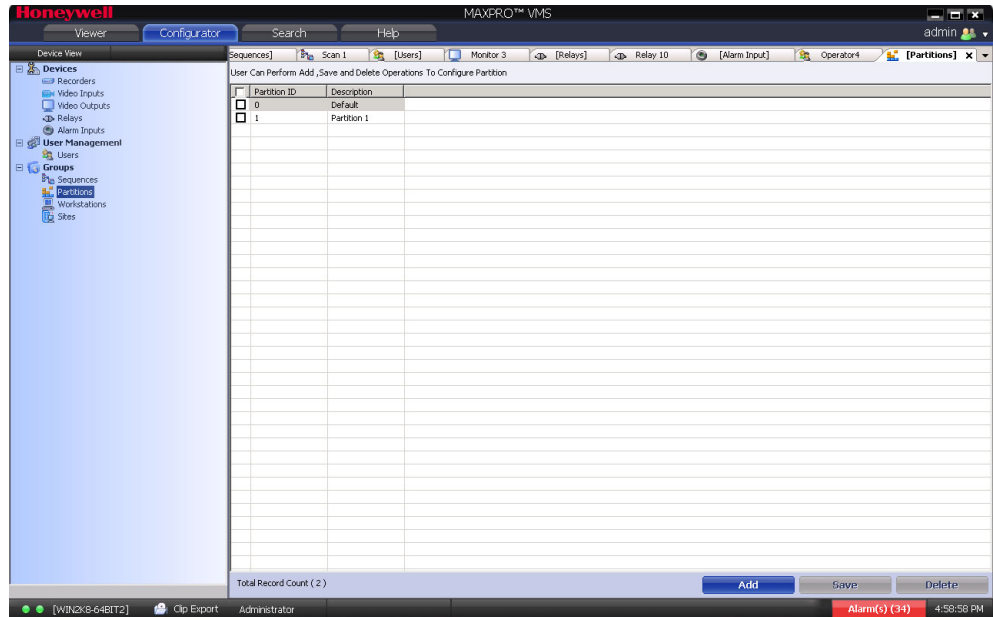 Honeywell
MAXPRO™ VMS
Viewer
Configurator
Search
Help
admin
Device View
Sequences]
Scan 1
[Users]
Monitor 3
[Relays]
Relay 10
[Alarm Input]
Operator4
[Partitions]
Devices
Recorders
Video Inputs
Video Outputs
Relays
Alarm Inputs
User Management
Users
Groups
Sequences
Partitions
Workstations
Sites
User Can Perform Add ,Save and Delete Operations To Configure Partition
Partition ID Description
0 Default
1 Partition 1
Total Record Count ( 2 )
Add
Save
Delete
[WIN2K8-64BIT2]
Clip Export
Administrator
Alarm(s) (34)
4:58:58 PM